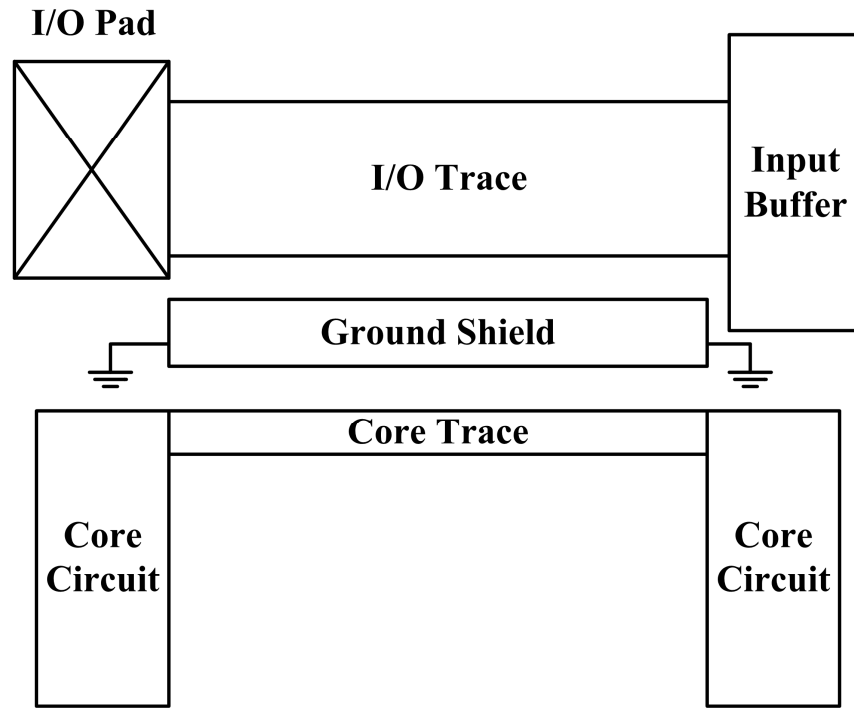 I/O Pad
I/O Trace
Input
Buffer
Ground Shield
Core Trace
Core
Circuit
Core
Circuit